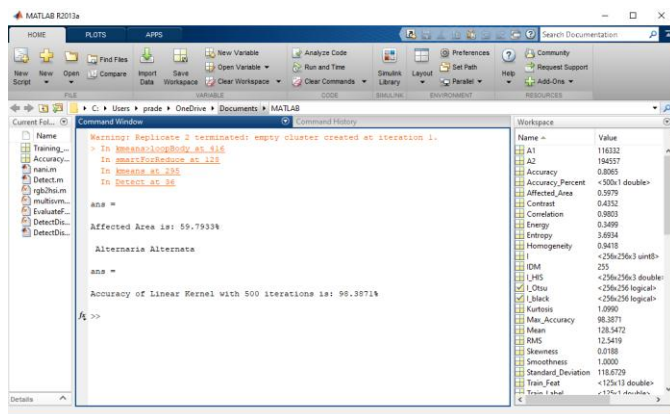 MATLAB R2013a
HOME PLOTS APPS
Search Documentation
New Script
New
Open
Find Files
Compare
Import Data
Save Workspace
New Variable
Open Variable
Clear Workspace
Analyze Code
Run and Time
Clear Commands
Simulink Library
Layout
Preferences
Set Path
Parallel
Help
Community
Request Support
Add-Ons
FILE VARIABLE CODE SIMULINK ENVIRONMENT RESOURCES
C: Users prade OneDrive Documents MATLAB
Current Fol...
Name
Training_...
Accuracy...
nani.m
Detect.m
rgb2hsi.m
multisvm...
EvaluateF...
DetectDis...
DetectDis...
Details
Command Window
Command History
Warning: Replicate 2 terminated: empty cluster created at iteration 1.
> In kmeans>loopBody at 416
In smartForReduce at 128
In kmeans at 295
In Detect at 96
ans =
Affected Area is: 59.7933%
Alternaria Alternata
ans =
Accuracy of Linear Kernel with 500 iterations is: 98.3871%
fx >>
Workspace
Name Value
A1 116332
A2 194557
Accuracy 0.8065
Accuracy_Percent <500x1 double>
Affected_Area 0.5979
Contrast 0.4352
Correlation 0.9803
Energy 0.3499
Entropy 3.6934
Homogeneity 0.9418
I <256x256x3 uint8>
IDM 255
I_HIS <256x256x3 double>
I_Otsu <256x256 logical>
I_black <256x256 logical>
Kurtosis 1.0990
Max_Accuracy 98.3871
Mean 128.5472
RMS 12.5419
Skewness 0.0188
Smoothness 1.0000
Standard_Deviation 118.6729
Train_Feat <125x13 double>
Train_Label <125x1 double>